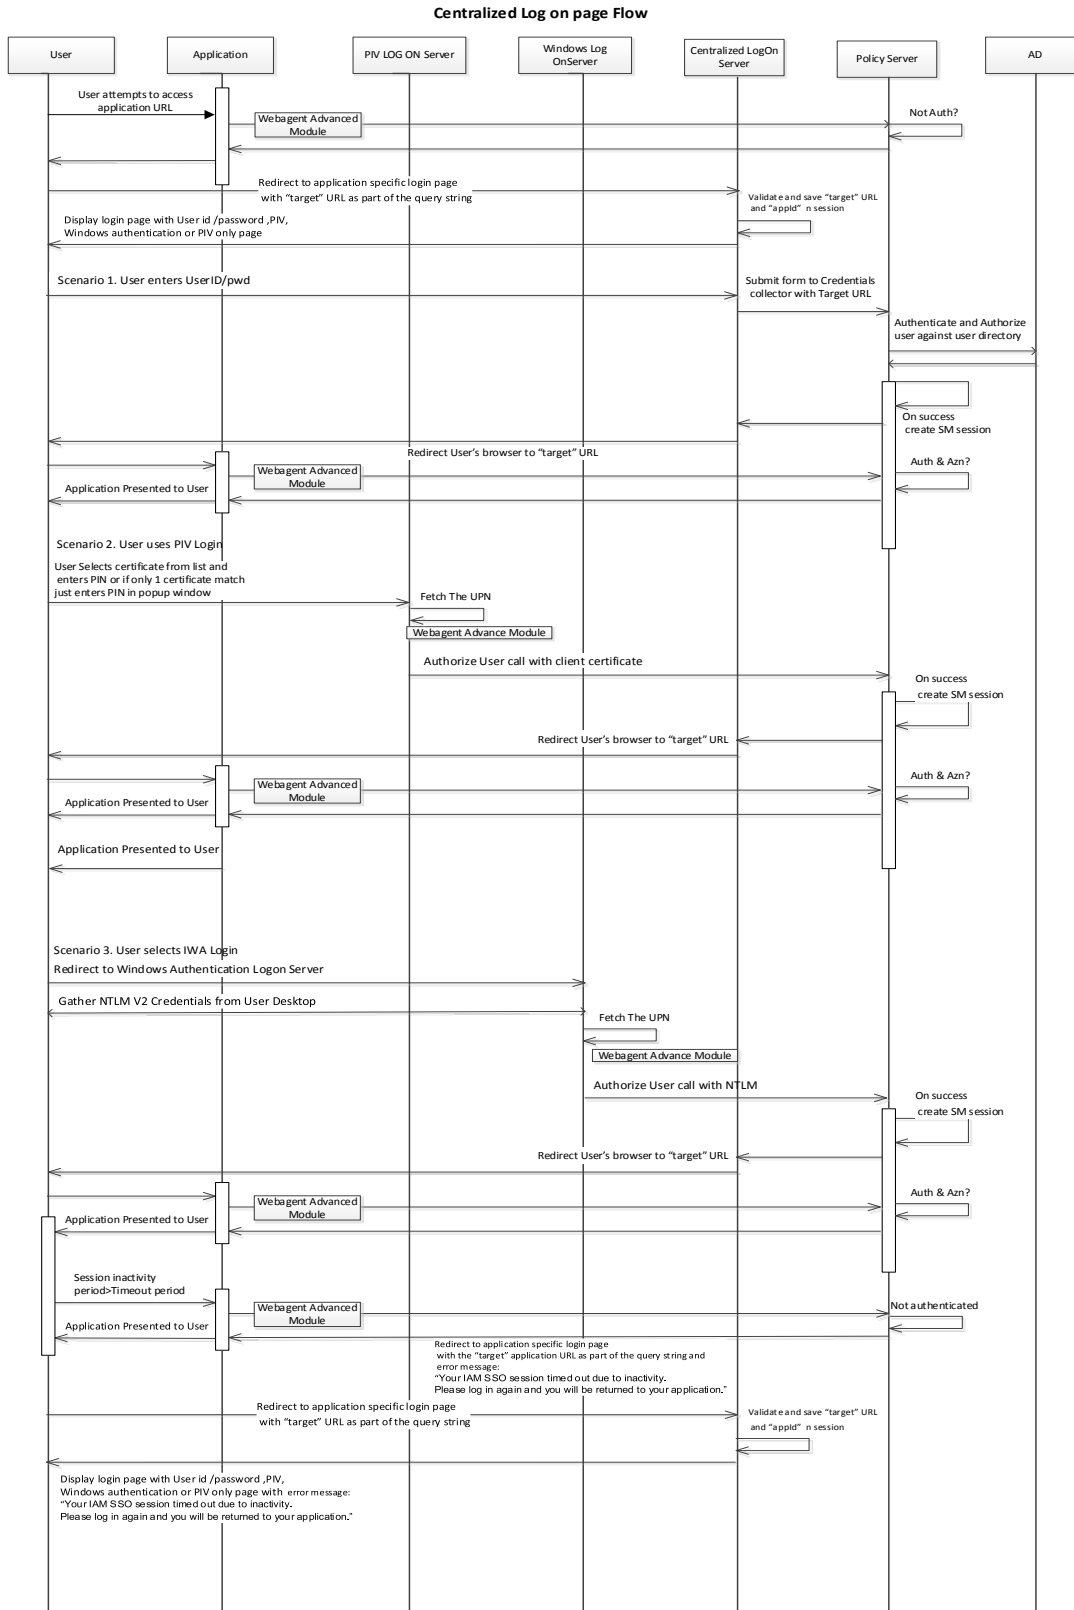 Centralized Log on page Flow
User
Application
PIV LOG ON Server
Windows Log
OnServer
Centralized LogOn
Server
Policy Server
AD
User attempts to access
application URL
Webagent Advanced
Module
Not Auth?
Redirect to application specific login page
with “target” URL as part of the query string
Validate and save “target” URL
and “appId” n session
Display login page with User id /password ,PIV,
Windows authentication or PIV only page
Scenario 1. User enters UserID/pwd
Submit form to Credentials
collector with Target URL
Authenticate and Authorize
user against user directory
On success
create SM session
Redirect User’s browser to “target” URL
Webagent Advanced
Module
Auth & Azn?
Application Presented to User
Scenario 2. User uses PIV Login
User Selects certificate from list and
enters PIN or if only 1 certificate match
just enters PIN in popup window
Fetch The UPN
Webagent Advance Module
Authorize User call with client certificate
On success
create SM session
Redirect User’s browser to “target” URL
Webagent Advanced
Module
Auth & Azn?
Application Presented to User
Application Presented to User
Scenario 3. User selects IWA Login
Redirect to Windows Authentication Logon Server
Gather NTLM V2 Credentials from User Desktop
Fetch The UPN
Webagent Advance Module
Authorize User call with NTLM
On success
create SM session
Redirect User’s browser to “target” URL
Webagent Advanced
Module
Auth & Azn?
Application Presented to User
Session inactivity
period>Timeout period
Webagent Advanced
Module
Not authenticated
Application Presented to User
Redirect to application specific login page
with the “target” application URL as part of the query string and
error message:
“Your IAM SSO session timed out due to inactivity.
Please log in again and you will be returned to your application.”
Redirect to application specific login page
with “target” URL as part of the query string
Validate and save “target” URL
and “appId” n session
Display login page with User id /password ,PIV,
Windows authentication or PIV only page with error message:
“Your IAM SSO session timed out due to inactivity.
Please log in again and you will be returned to your application.”